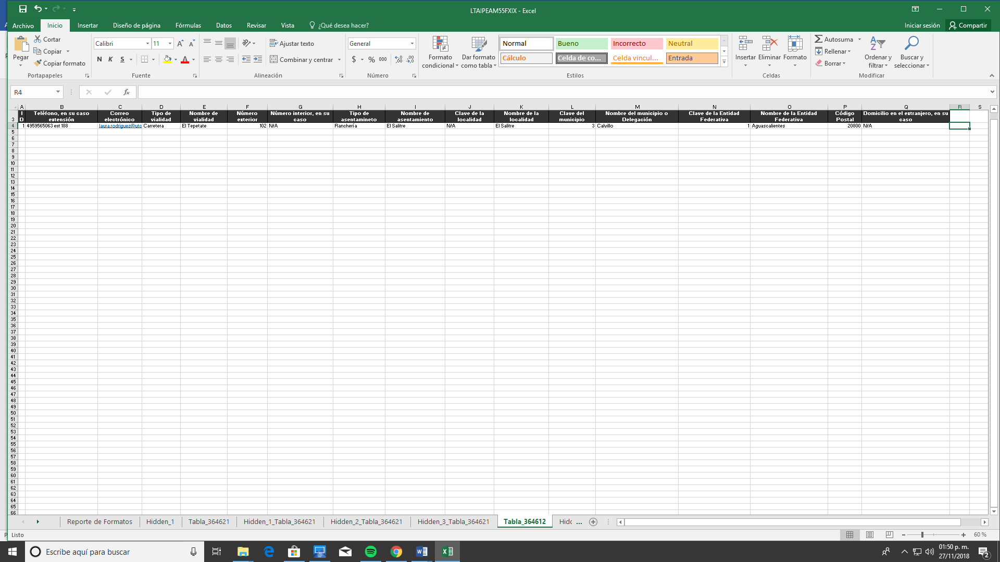 LTAIPEAM55FXIX - Excel
Archivo Inicio Insertar Diseño de página Fórmulas Datos Revisar Vista ¿Qué desea hacer? Iniciar sesión Compartir
Pegar Cortar Copiar Copiar formato
Calibri 11 N K S
Ajustar texto
Combinar y centrar
General
$ % 000
Formato condicional
Dar formato como tabla
Normal Bueno Incorrecto Neutral
Cálculo Celda de co... Celda vincul... Entrada
Insertar Eliminar Formato
Autosuma
Rellenar
Borrar
Ordenar y filtrar
Buscar y seleccionar
Portapapeles Fuente Alineación Número Estilos Celdas Modificar
R4 fx
A B C D E F G H I J K L M N O P Q R S
3 ID Teléfono, en su caso extensión Correo electrónico Tipo de vialidad Nombre de vialidad Número exterior Número interior, en su caso Tipo de asentamineto Nombre de asentamiento Clave de la localidad Nombre de la localidad Clave del municipio Nombre del municipio o Delegación Clave de la Entidad Federativa Nombre de la Entidad Federativa Código Postal Domicilio en el extranjero, en su caso
4 1 4959565063 ext 188 laura.rodriguez@utc Carretera El Tepetate 102 N/A Ranchería El Salitre N/A El Salitre 3 Calvillo 1 Aguascalientes 20800 N/A
5
6
7
8
9
10
11
12
13
14
15
16
17
18
19
20
21
22
23
24
25
26
27
28
29
30
31
32
33
34
35
36
37
38
39
40
41
42
43
44
45
46
47
48
49
50
51
52
53
54
55
56
57
58
59
60
61
62
63
64
65
66
Reporte de Formatos Hidden_1 Tabla_364621 Hidden_1_Tabla_364621 Hidden_2_Tabla_364621 Hidden_3_Tabla_364621 Tabla_364612 Hidd ...
Listo 60 %
Escribe aquí para buscar
01:50 p. m.
27/11/2018
2